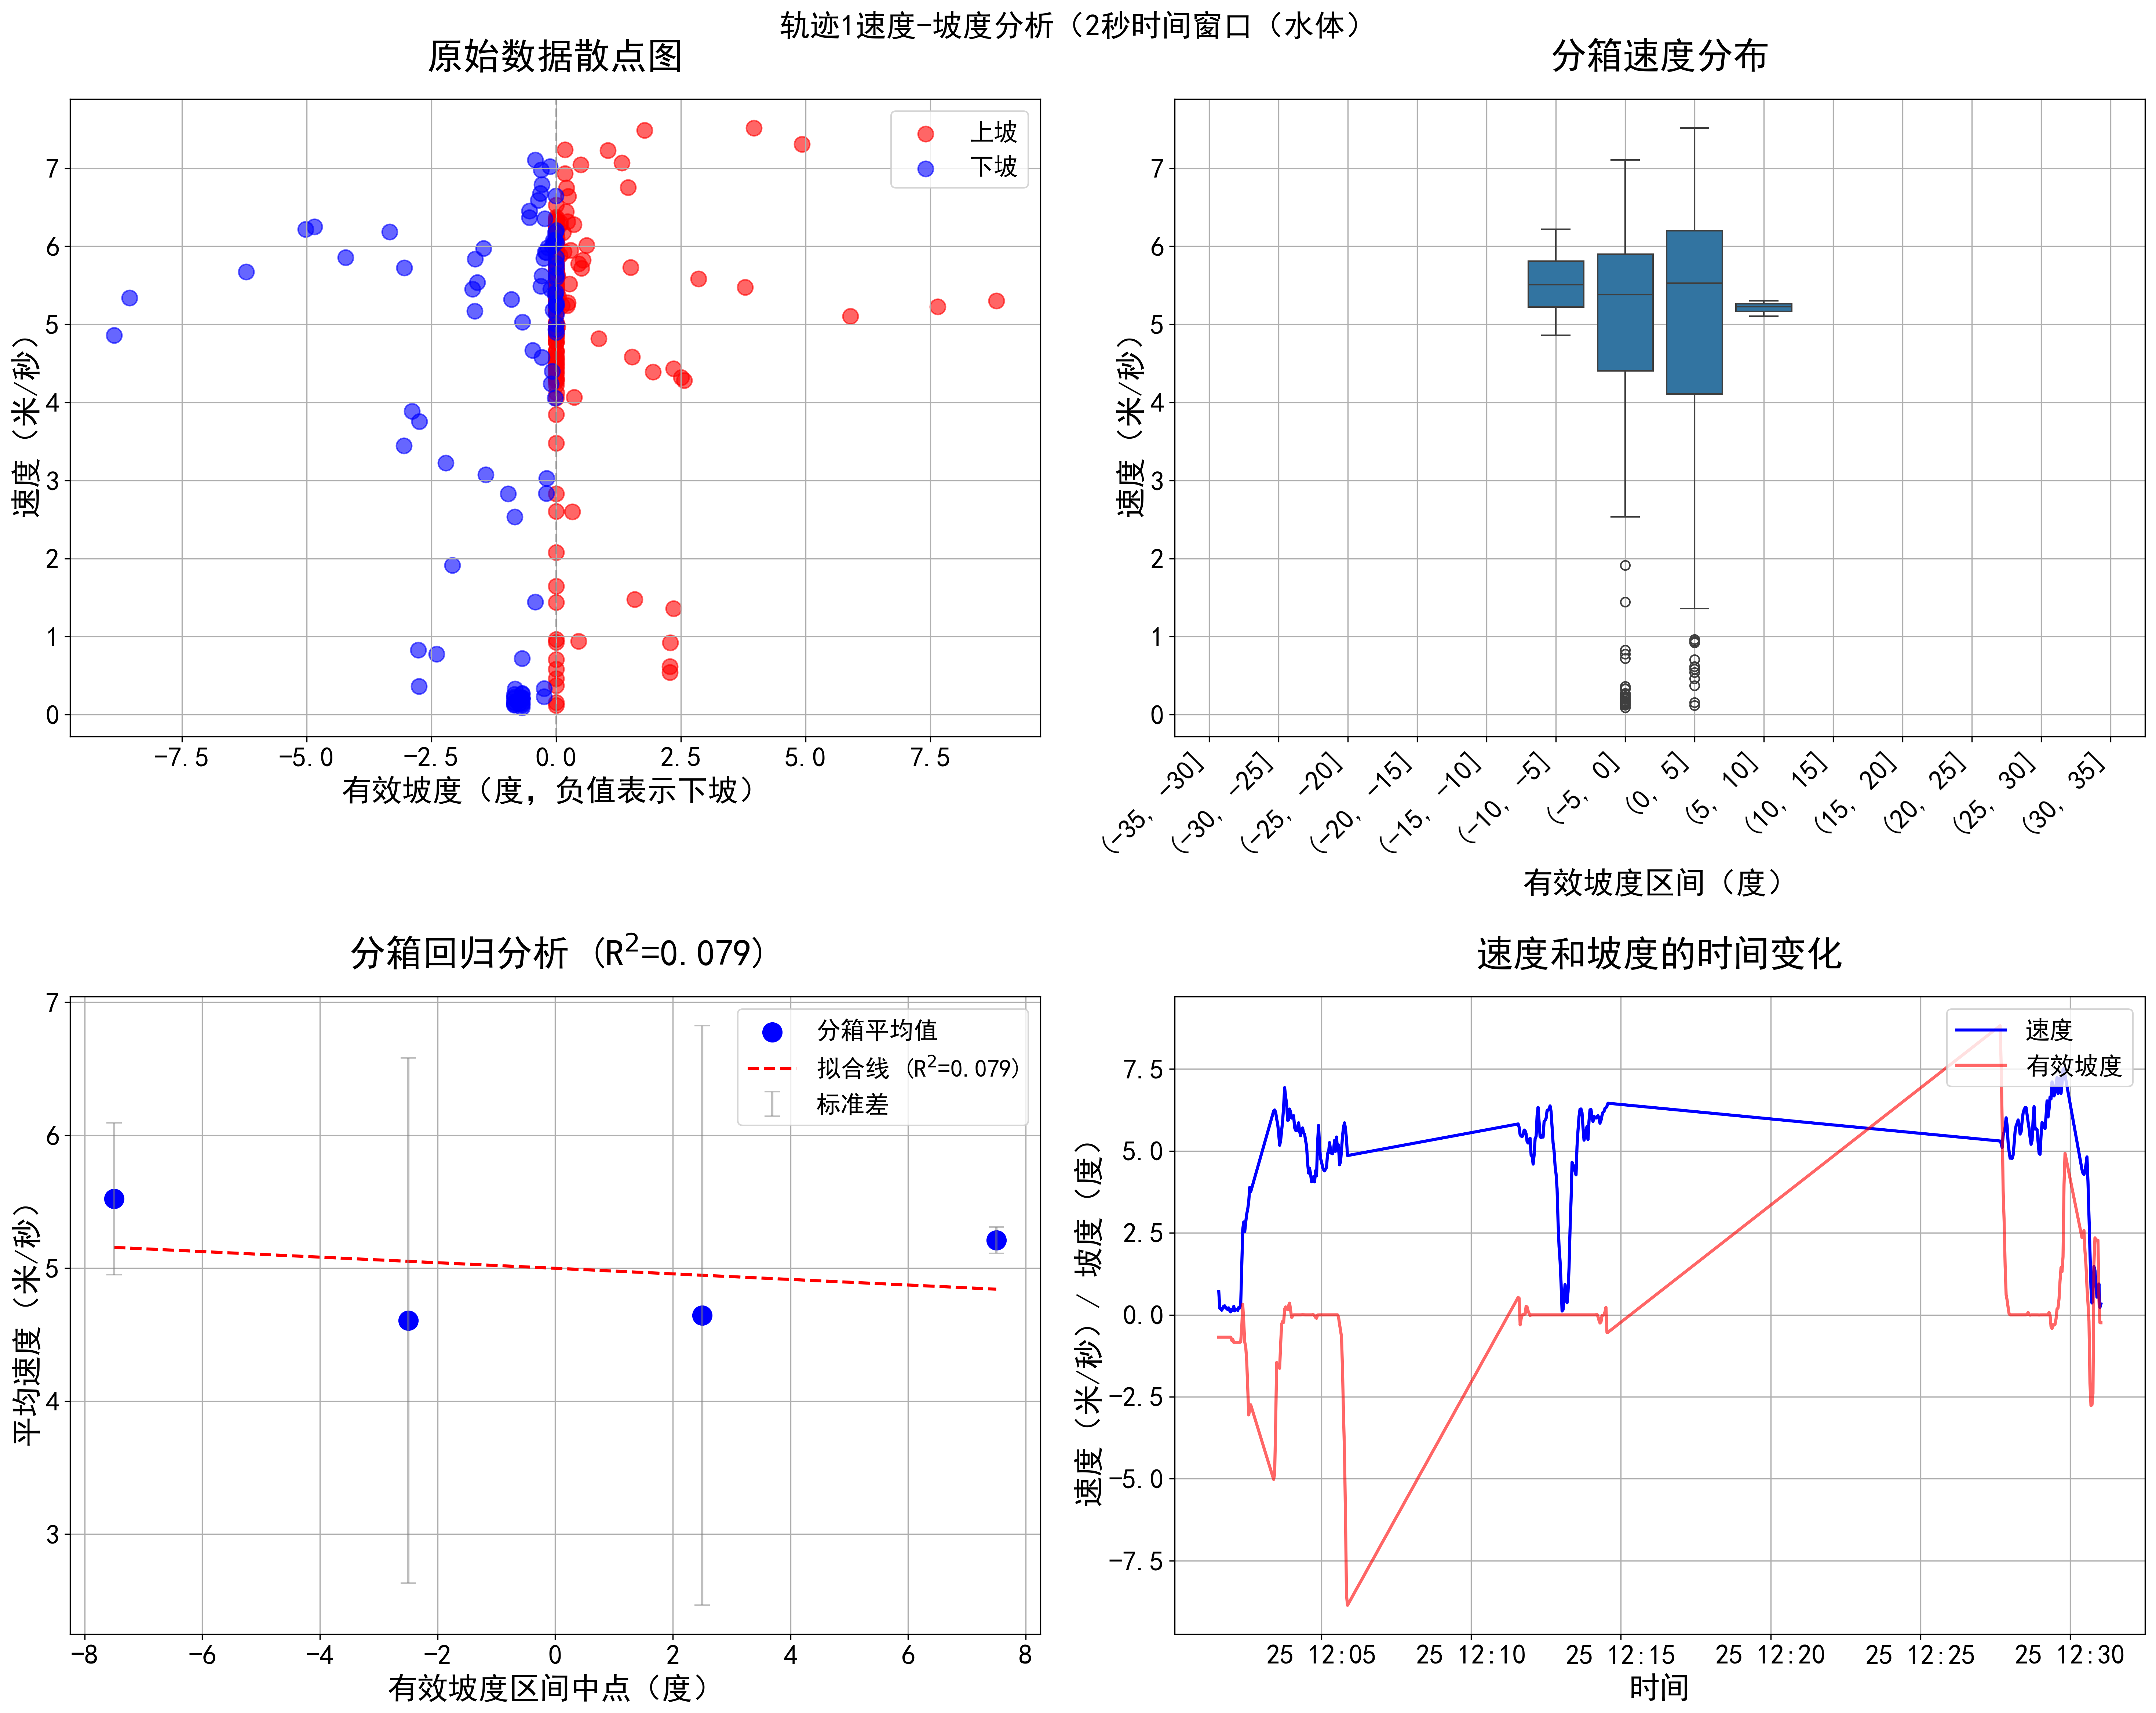 轨迹1速度-坡度分析（2秒时间窗口（水体）
原始数据散点图
速度（米/秒）
7
6
5
4
3
2
1
0
上坡
下坡
-7.5 -5.0 -2.5 0.0 2.5 5.0 7.5
有效坡度（度，负值表示下坡）
分箱速度分布
速度（米/秒）
7
6
5
4
3
2
1
0
(-35, -30]
(-30, -25]
(-25, -20]
(-20, -15]
(-15, -10]
(-10, -5]
(-5, 0]
(0, 5]
(5, 10]
(10, 15]
(15, 20]
(20, 25]
(25, 30]
(30, 35]
有效坡度区间（度）
分箱回归分析 (R²=0.079)
平均速度（米/秒）
7
6
5
4
3
分箱平均值
拟合线 (R²=0.079)
标准差
-8 -6 -4 -2 0 2 4 6 8
有效坡度区间中点（度）
速度和坡度的时间变化
速度（米/秒）/ 坡度（度）
7.5
5.0
2.5
0.0
-2.5
-5.0
-7.5
速度
有效坡度
25 12:05 25 12:10 25 12:15 25 12:20 25 12:25 25 12:30
时间